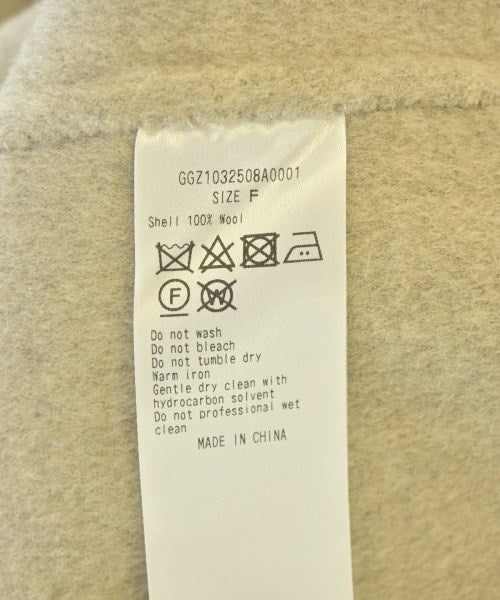 GGZ1032508A0001
SIZE F
Shell 100% Wool
F W
Do not wash
Do not bleach
Do not tumble dry
Warm iron
Gentle dry clean with
hydrocarbon solvent
Do not professional wet
clean
MADE IN CHINA